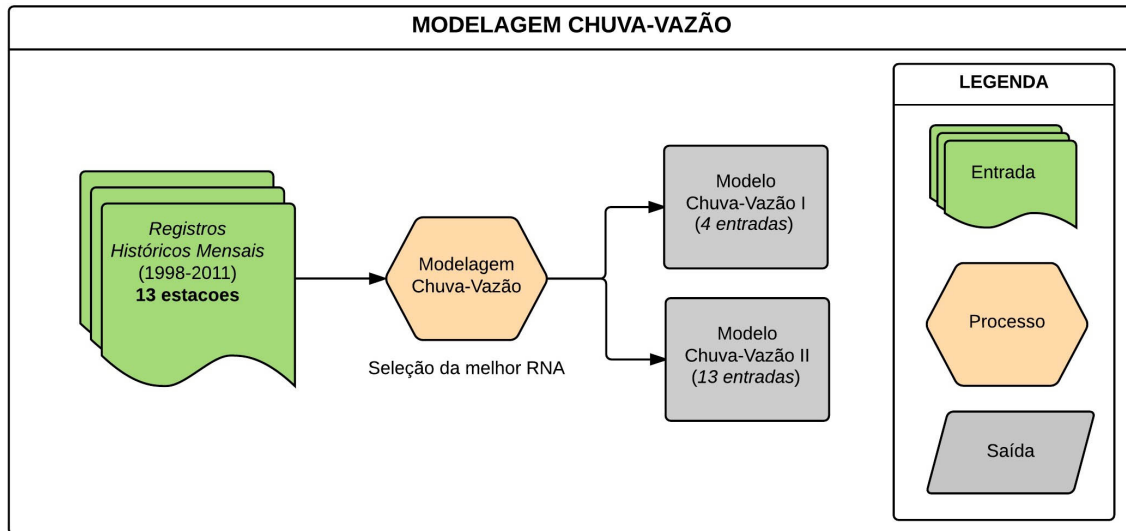 MODELAGEM CHUVA-VAZÃO
Registros
Históricos Mensais
(1998-2011)
13 estacoes
Modelagem
Chuva-Vazão
Seleção da melhor RNA
Modelo
Chuva-Vazão I
(4 entradas)
Modelo
Chuva-Vazão II
(13 entradas)
LEGENDA
Entrada
Processo
Saída